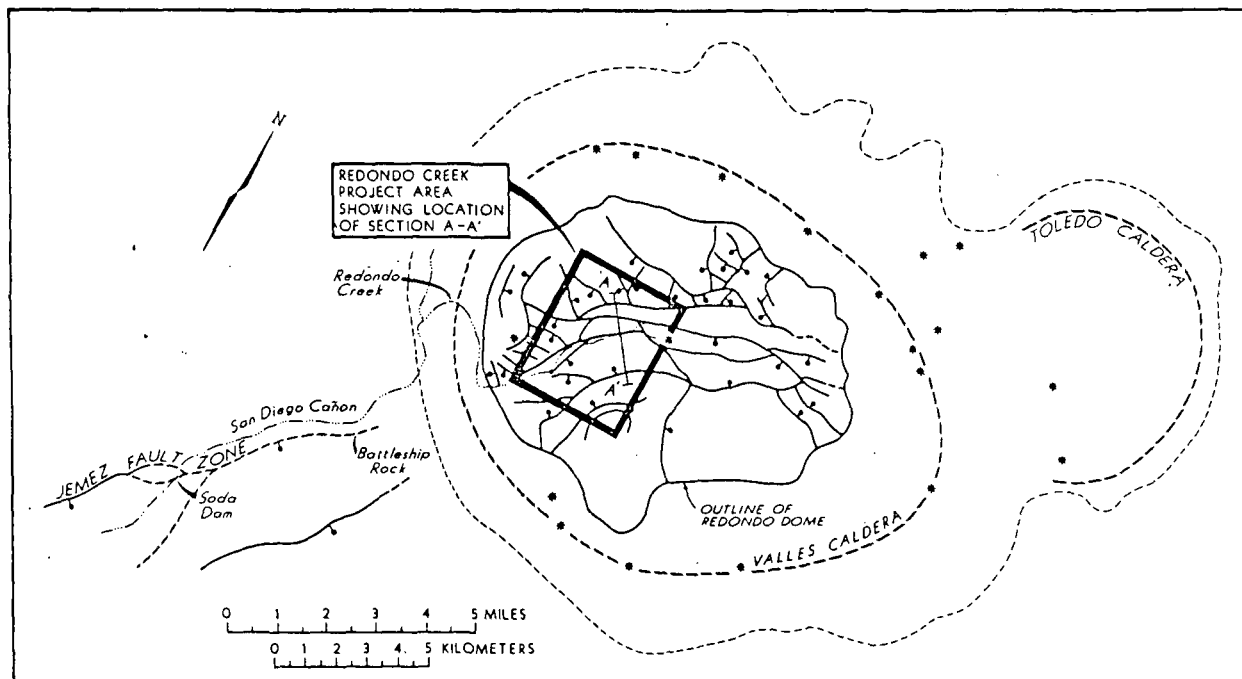 N
REDONDO CREEK
PROJECT AREA
SHOWING LOCATION
OF SECTION A-A'
Redondo
Creek
TOLEDO CALDERA
A
A'
San Diego Cañon
JEMEZ FAULT ZONE
Battleship
Rock
Soda
Dam
OUTLINE OF
REDONDO DOME
VALLES CALDERA
0 1 2 3 4 5 MILES
0 1 2 3 4 5 KILOMETERS